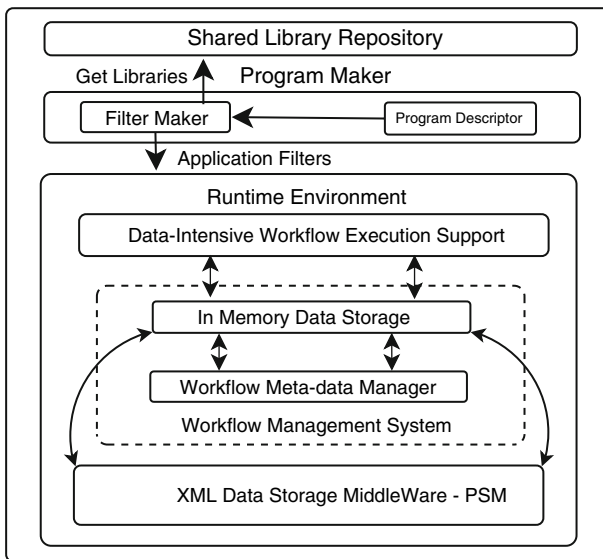 Shared Library Repository
Get Libraries
Program Maker
Filter Maker
Program Descriptor
Application Filters
Runtime Environment
Data-Intensive Workflow Execution Support
In Memory Data Storage
Workflow Meta-data Manager
Workflow Management System
XML Data Storage MiddleWare - PSM